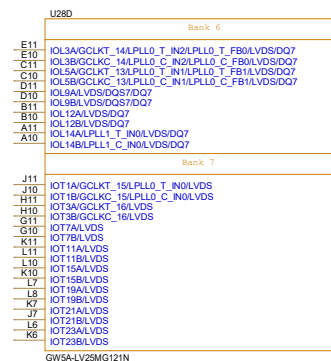 U28D
Bank 6
E11 IOL3A/GCLKT_14/LPLL0_T_IN2/LPLL0_T_FB0/LVDS/DQ7
E10 IOL3B/GCLKC_14/LPLL0_C_IN2/LPLL0_C_FB0/LVDS/DQ7
C11 IOL5A/GCLKT_13/LPLL0_T_IN1/LPLL0_T_FB1/LVDS/DQ7
C10 IOL5B/GCLKC_13/LPLL0_C_IN1/LPLL0_C_FB1/LVDS/DQ7
D11 IOL9A/LVDS/DQS7/DQ7
D10 IOL9B/LVDS/DQS7/DQ7
B11 IOL12A/LVDS/DQ7
B10 IOL12B/LVDS/DQ7
A11 IOL14A/LPLL1_T_IN0/LVDS/DQ7
A10 IOL14B/LPLL1_C_IN0/LVDS/DQ7
Bank 7
J11 IOT1A/GCLKT_15/LPLL0_T_IN0/LVDS
J10 IOT1B/GCLKC_15/LPLL0_C_IN0/LVDS
H11 IOT3A/GCLKT_16/LVDS
H10 IOT3B/GCLKC_16/LVDS
G11 IOT7A/LVDS
G10 IOT7B/LVDS
K11 IOT11A/LVDS
L11 IOT11B/LVDS
L10 IOT15A/LVDS
K10 IOT15B/LVDS
L7 IOT19A/LVDS
L8 IOT19B/LVDS
K7 IOT21A/LVDS
J7 IOT21B/LVDS
L6 IOT23A/LVDS
K6 IOT23B/LVDS
GW5A-LV25MG121N